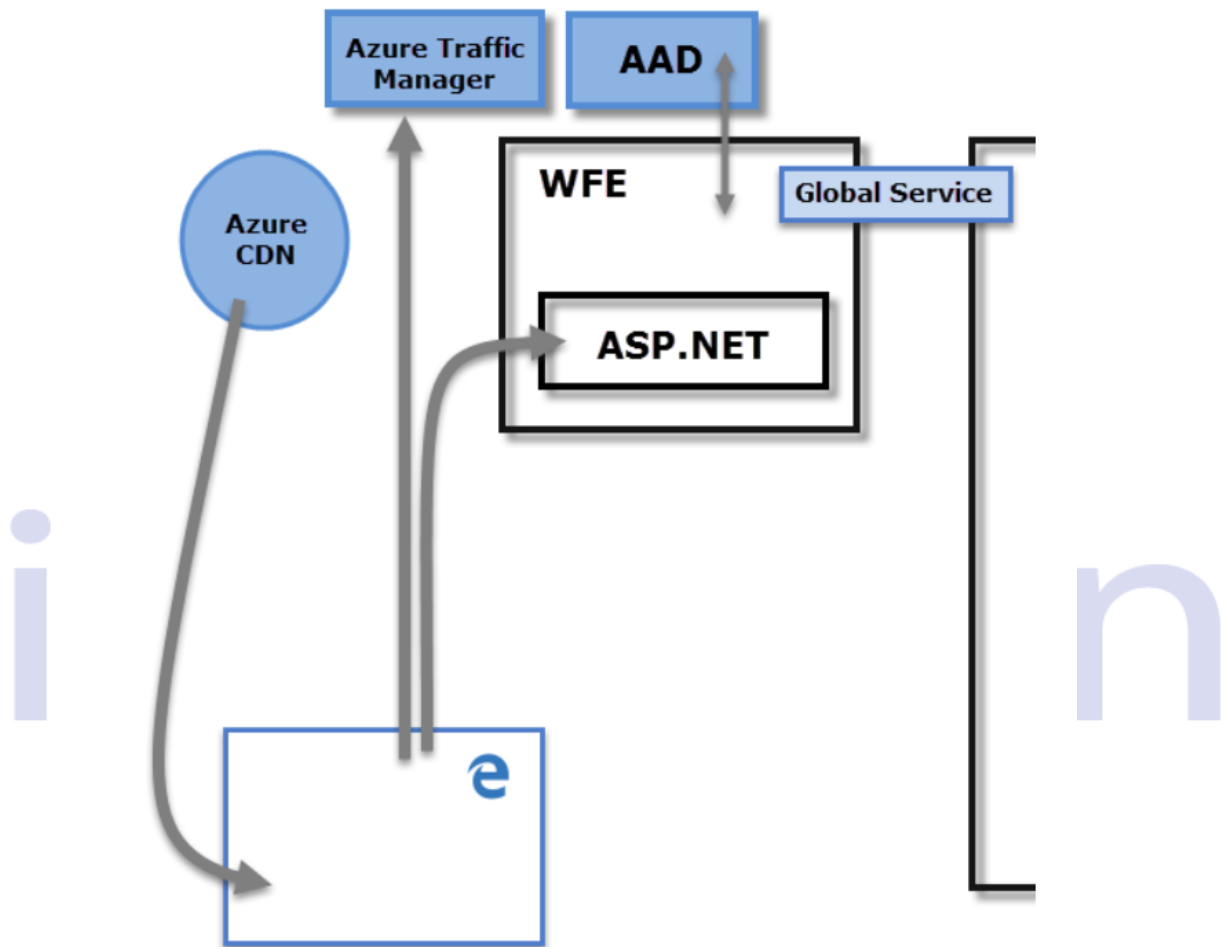 Azure Traffic
Manager
AAD
WFE
Global Service
Azure
CDN
ASP.NET
i
n
e